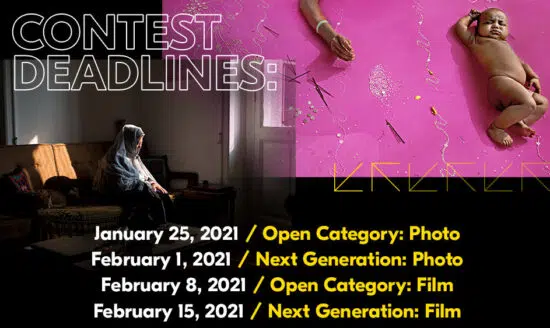 CONTEST
DEADLINES:
January 25, 2021 / Open Category: Photo
February 1, 2021 / Next Generation: Photo
February 8, 2021 / Open Category: Film
February 15, 2021 / Next Generation: Film